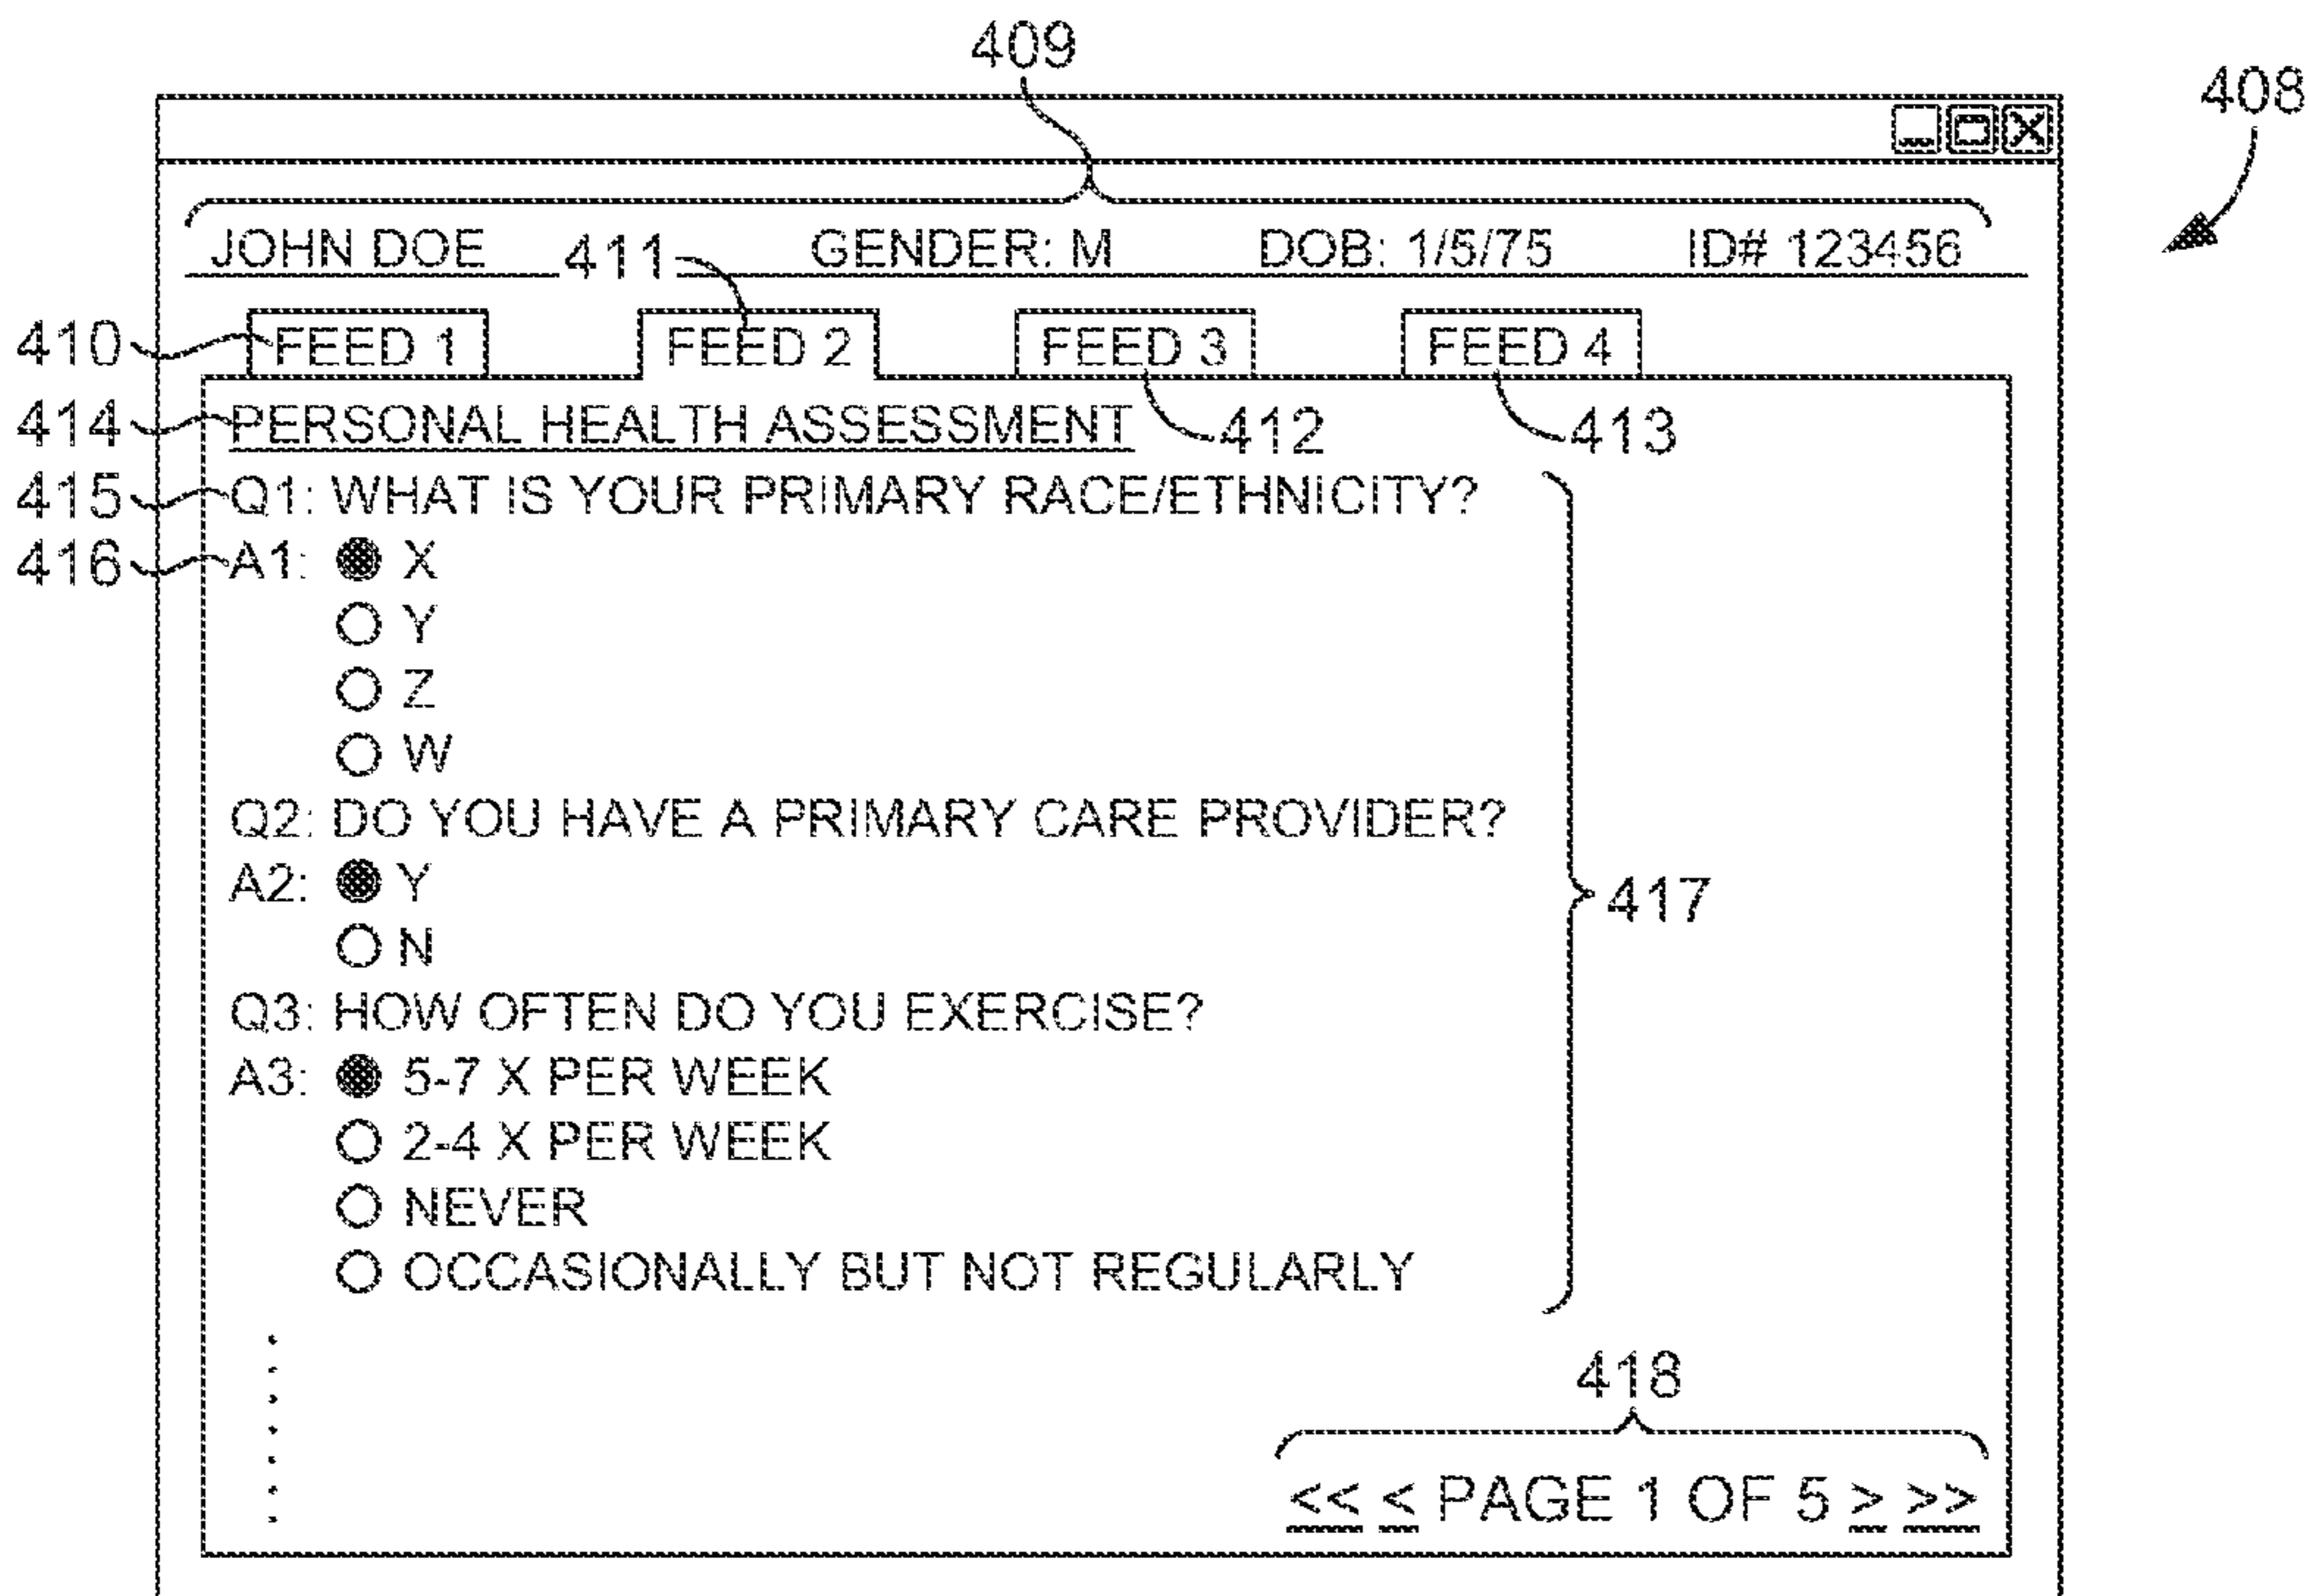 409
408
JOHN DOE 411 GENDER: M DOB: 1/5/75 ID# 123456
410 FEED 1 FEED 2 FEED 3 FEED 4
414 PERSONAL HEALTH ASSESSMENT 412 413
415 Q1: WHAT IS YOUR PRIMARY RACE/ETHNICITY?
416 A1: X
Y
Z
W
Q2: DO YOU HAVE A PRIMARY CARE PROVIDER?
A2: Y
417
N
Q3: HOW OFTEN DO YOU EXERCISE?
A3: 5-7 X PER WEEK
2-4 X PER WEEK
NEVER
OCCASIONALLY BUT NOT REGULARLY
418
<< < PAGE 1 OF 5 > >>